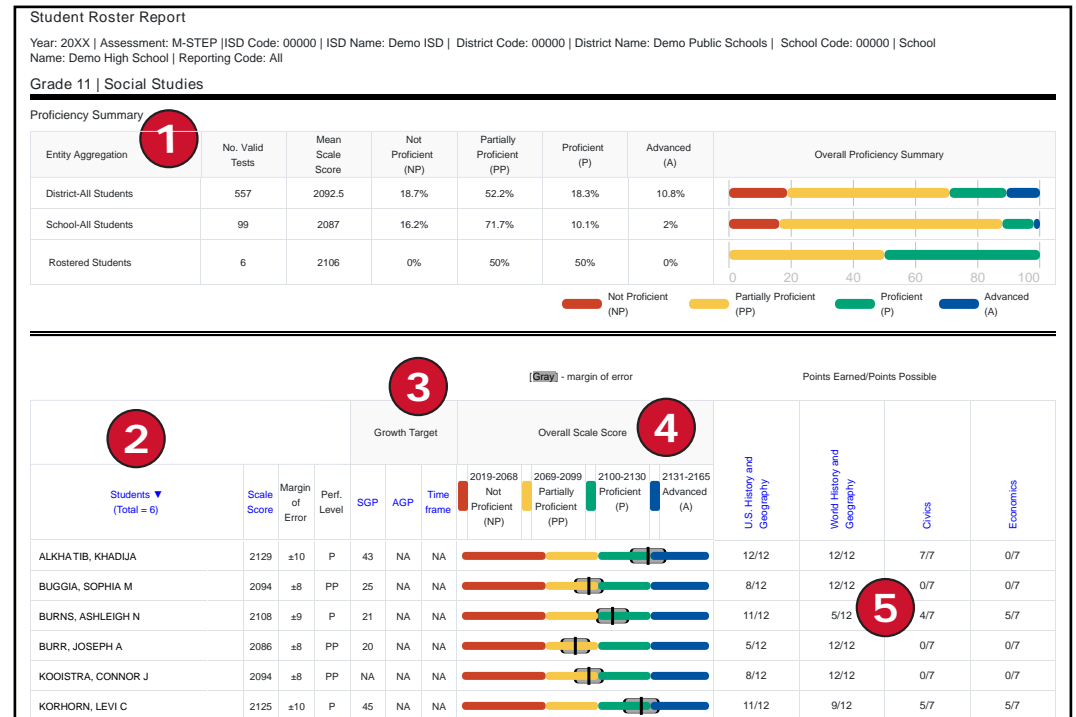 Student Roster Report
Year: 20XX | Assessment: M-STEP |ISD Code: 00000 | ISD Name: Demo ISD | District Code: 00000 | District Name: Demo Public Schools | School Code: 00000 | School
Name: Demo High School | Reporting Code: All
Grade 11 | Social Studies
Proficiency Summary
1
Entity Aggregation
No. Valid
Tests
Mean
Scale
Score
Not
Proficient
(NP)
Partially
Proficient
(PP)
Proficient
(P)
Advanced
(A)
Overall Proficiency Summary
District-All Students 557 2092.5 18.7% 52.2% 18.3% 10.8%
School-All Students 99 2087 16.2% 71.7% 10.1% 2%
Rostered Students 6 2106 0% 50% 50% 0%
0 20 40 60 80 100
Not Proficient
(NP)
Partially Proficient
(PP)
Proficient
(P)
Advanced
(A)
3
[Gray] - margin of error
Points Earned/Points Possible
2
Growth Target
Overall Scale Score
4
Students ▼
(Total = 6)
Scale
Score
Margin
of
Error
Perf.
Level
SGP
AGP
Time
frame
2019-2068
Not
Proficient
(NP)
2069-2099
Partially
Proficient
(PP)
2100-2130
Proficient
(P)
2131-2165
Advanced
(A)
U.S. History and
Geography
World History and
Geography
Civics
Economics
ALKHATIB, KHADIJA 2129 ±10 P 43 NA NA 12/12 12/12 7/7 0/7
BUGGIA, SOPHIA M 2094 ±8 PP 25 NA NA 8/12 12/12 0/7 0/7
5
BURNS, ASHLEIGH N 2108 ±9 P 21 NA NA 11/12 5/12 4/7 5/7
BURR, JOSEPH A 2086 ±8 PP 20 NA NA 5/12 12/12 0/7 0/7
KOOISTRA, CONNOR J 2094 ±8 PP NA NA NA 8/12 12/12 0/7 0/7
KORHORN, LEVI C 2125 ±10 P 45 NA NA 11/12 9/12 5/7 5/7